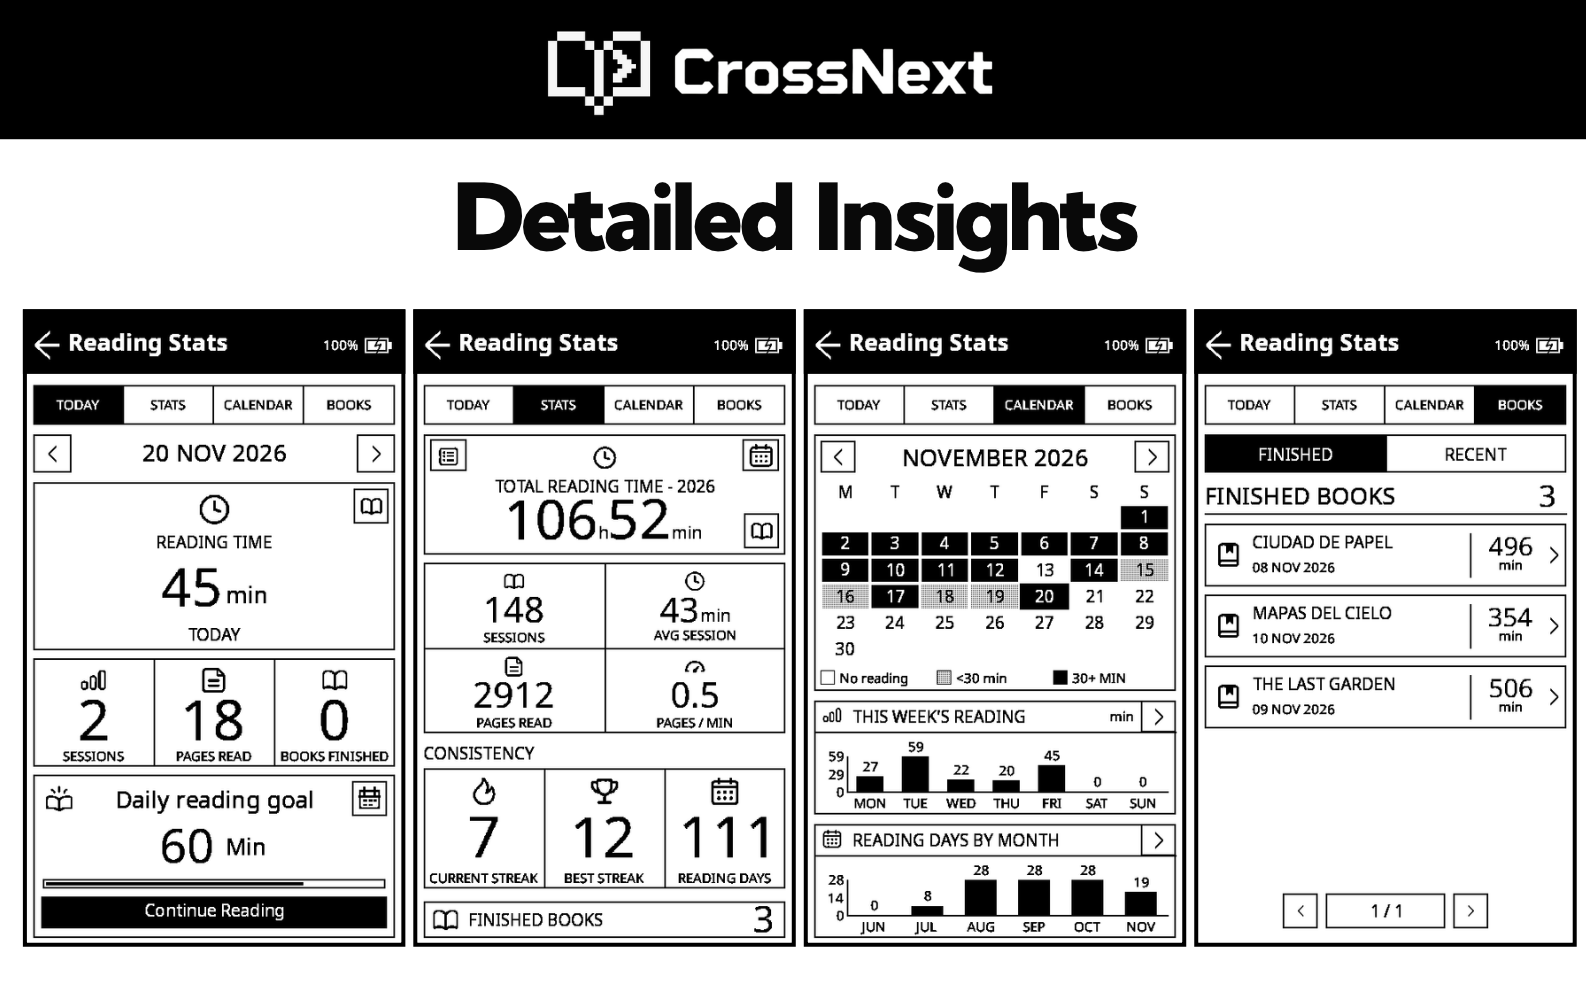 CrossNext
Detailed Insights
Reading Stats 100%
TODAY STATS CALENDAR BOOKS
20 NOV 2026
READING TIME
45 min
TODAY
2 18 0
SESSIONS PAGES READ BOOKS FINISHED
Daily reading goal
60 Min
Continue Reading
Reading Stats 100%
TODAY STATS CALENDAR BOOKS
TOTAL READING TIME - 2026
106h52min
148 43min
SESSIONS AVG SESSION
2912 0.5
PAGES READ PAGES / MIN
CONSISTENCY
7 12 111
CURRENT STREAK BEST STREAK READING DAYS
FINISHED BOOKS 3
Reading Stats 100%
TODAY STATS CALENDAR BOOKS
NOVEMBER 2026
M T W T F S S
1
2 3 4 5 6 7 8
9 10 11 12 13 14 15
16 17 18 19 20 21 22
23 24 25 26 27 28 29
30
No reading <30 min 30+ MIN
THIS WEEK'S READING min
59 29 0
27 59 22 20 45 0 0
MON TUE WED THU FRI SAT SUN
READING DAYS BY MONTH
28 14 0
0 8 28 28 28 19
JUN JUL AUG SEP OCT NOV
Reading Stats 100%
TODAY STATS CALENDAR BOOKS
FINISHED RECENT
FINISHED BOOKS 3
CIUDAD DE PAPEL 496
08 NOV 2026 min
MAPAS DEL CIELO 354
10 NOV 2026 min
THE LAST GARDEN 506
09 NOV 2026 min
1 / 1